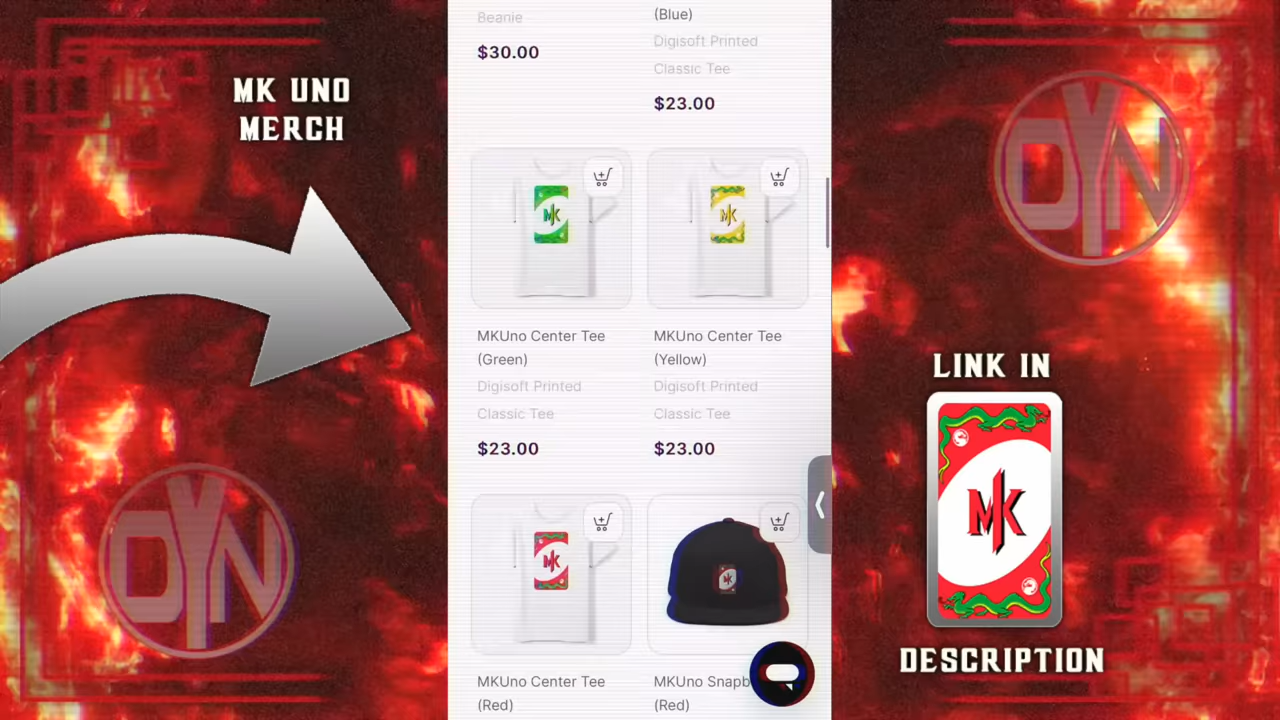 MK UNO
MERCH
DYN
Beanie
$30.00
(Blue)
Digisoft Printed
Classic Tee
$23.00
MK
MK
MKUno Center Tee
(Green)
Digisoft Printed
Classic Tee
$23.00
MKUno Center Tee
(Yellow)
Digisoft Printed
Classic Tee
$23.00
MK
MK
MKUno Center Tee
(Red)
MKUno Snapb
(Red)
DYN
LINK IN
MK
DESCRIPTION